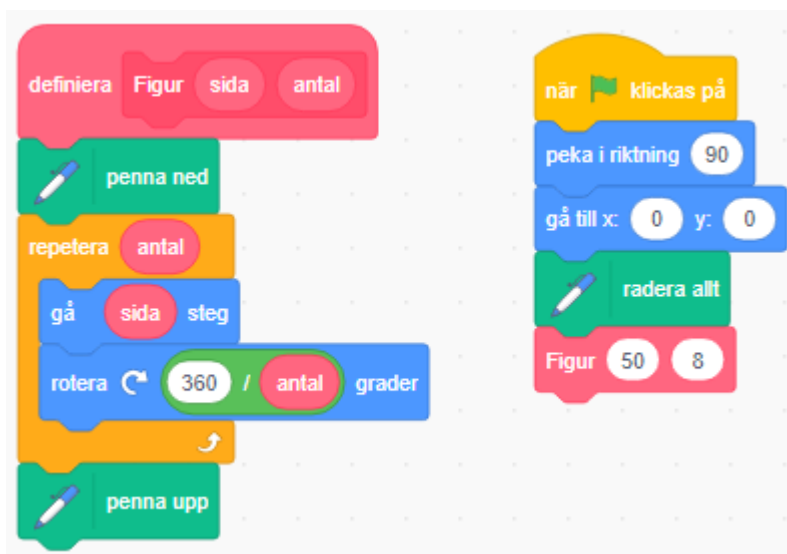 definiera Figur sida antal
penna ned
repetera antal
gå sida steg
rotera 360 / antal grader
penna upp
när klickas på
peka i riktning 90
gå till x: 0 y: 0
radera allt
Figur 50 8